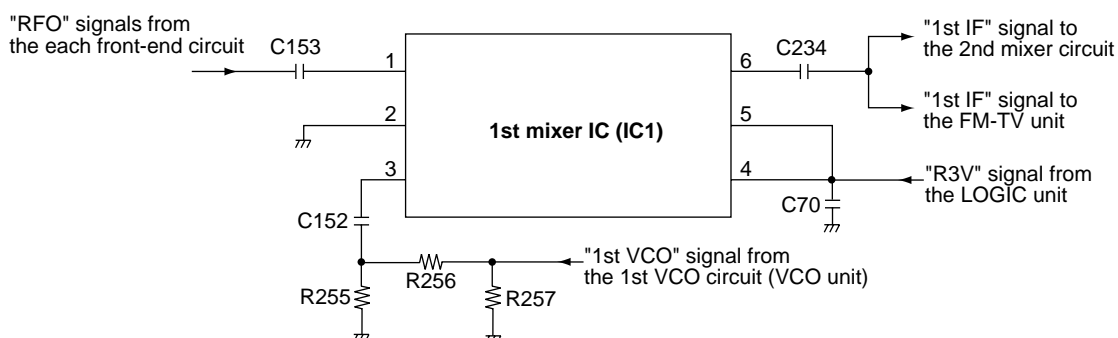 "RFO" signals from
the each front-end circuit
C153
1
2
3
C152
R255
R256
R257
1st mixer IC (IC1)
6
5
4
C234
C70
"1st IF" signal to
the 2nd mixer circuit
"1st IF" signal to
the FM-TV unit
"R3V" signal from
the LOGIC unit
"1st VCO" signal from
the 1st VCO circuit (VCO unit)